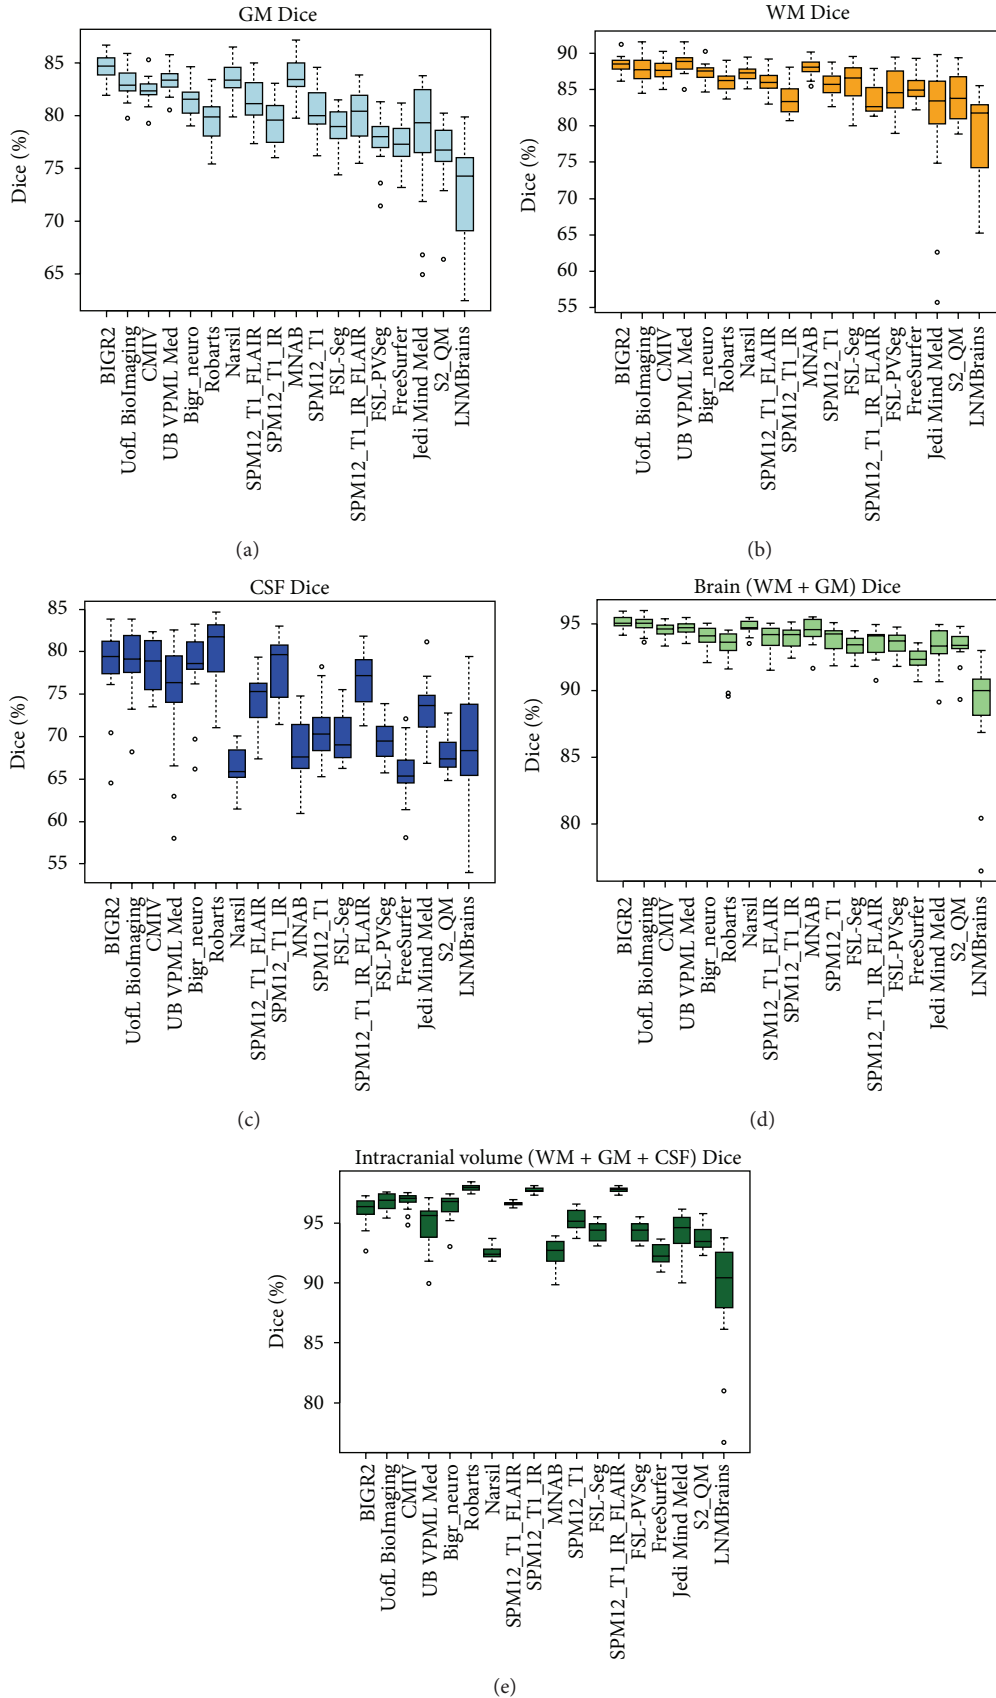 GM Dice
Dice (%)
85
80
75
70
65
BIGR2
UofL BioImaging
CMIV
UB VPML Med
Bigr_neuro
Robarts
Narsil
SPM12_T1_FLAIR
SPM12_T1_IR
MNAB
SPM12_T1
FSL-Seg
SPM12_T1_IR_FLAIR
FSL-PVSeg
FreeSurfer
Jedi Mind Meld
S2_QM
LNMBrains
(a)
WM Dice
Dice (%)
90
85
80
75
70
65
60
55
BIGR2
UofL BioImaging
CMIV
UB VPML Med
Bigr_neuro
Robarts
Narsil
SPM12_T1_FLAIR
SPM12_T1_IR
MNAB
SPM12_T1
FSL-Seg
SPM12_T1_IR_FLAIR
FSL-PVSeg
FreeSurfer
Jedi Mind Meld
S2_QM
LNMBrains
(b)
CSF Dice
Dice (%)
85
80
75
70
65
60
55
BIGR2
UofL BioImaging
CMIV
UB VPML Med
Bigr_neuro
Robarts
Narsil
SPM12_T1_FLAIR
SPM12_T1_IR
MNAB
SPM12_T1
FSL-Seg
SPM12_T1_IR_FLAIR
FSL-PVSeg
FreeSurfer
Jedi Mind Meld
S2_QM
LNMBrains
(c)
Brain (WM + GM) Dice
Dice (%)
95
90
85
80
BIGR2
UofL BioImaging
CMIV
UB VPML Med
Bigr_neuro
Robarts
Narsil
SPM12_T1_FLAIR
SPM12_T1_IR
MNAB
SPM12_T1
FSL-Seg
SPM12_T1_IR_FLAIR
FSL-PVSeg
FreeSurfer
Jedi Mind Meld
S2_QM
LNMBrains
(d)
Intracranial volume (WM + GM + CSF) Dice
Dice (%)
95
90
85
80
BIGR2
UofL BioImaging
CMIV
UB VPML Med
Bigr_neuro
Robarts
Narsil
SPM12_T1_FLAIR
SPM12_T1_IR
MNAB
SPM12_T1
FSL-Seg
SPM12_T1_IR_FLAIR
FSL-PVSeg
FreeSurfer
Jedi Mind Meld
S2_QM
LNMBrains
(e)